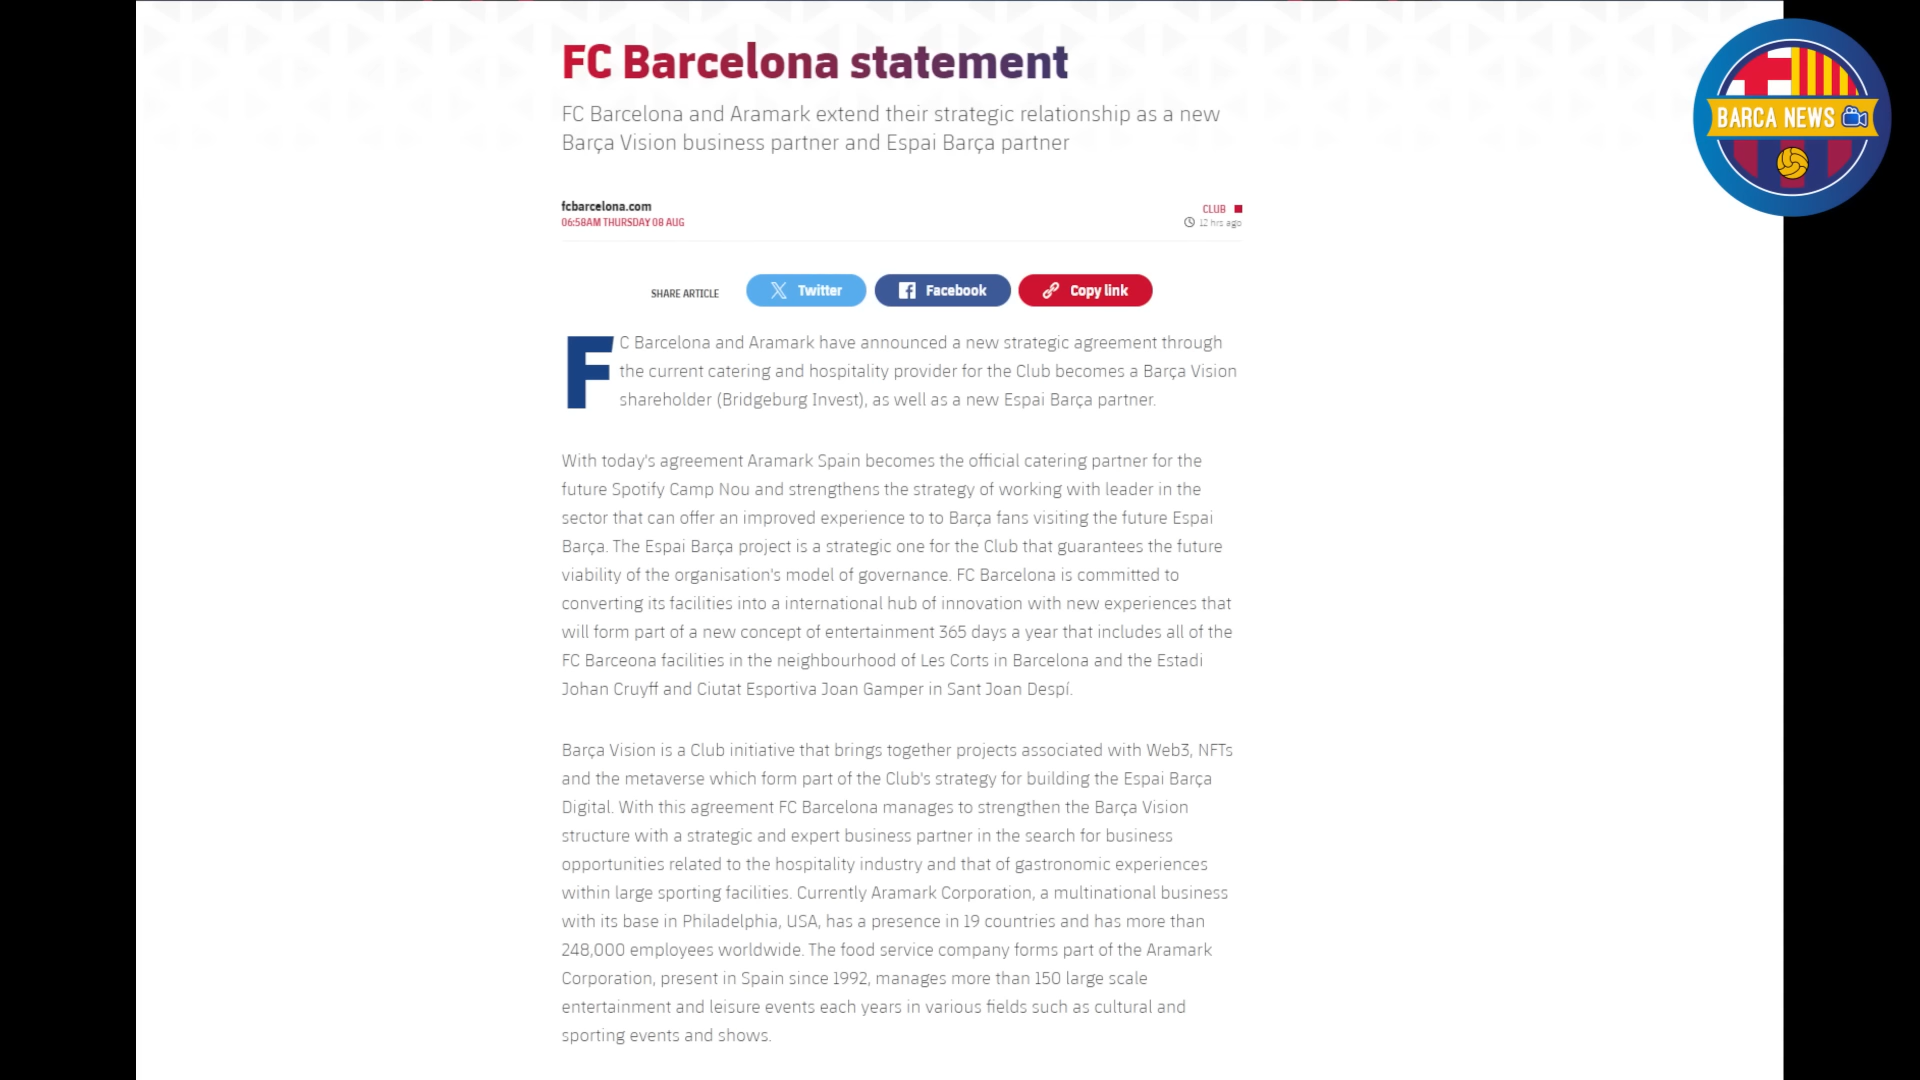 FC Barcelona statement
FC Barcelona and Aramark extend their strategic relationship as a new
Barça Vision business partner and Espai Barça partner
fcbarcelona.com
06:58AM THURSDAY 08 AUG
CLUB
12 hrs ago
BARCA NEWS
SHARE ARTICLE
Twitter
Facebook
Copy link
FC Barcelona and Aramark have announced a new strategic agreement through
the current catering and hospitality provider for the Club becomes a Barça Vision
shareholder (Bridgeburg Invest), as well as a new Espai Barça partner.
With today's agreement Aramark Spain becomes the official catering partner for the
future Spotify Camp Nou and strengthens the strategy of working with leader in the
sector that can offer an improved experience to to Barça fans visiting the future Espai
Barça. The Espai Barça project is a strategic one for the Club that guarantees the future
viability of the organisation's model of governance. FC Barcelona is committed to
converting its facilities into a international hub of innovation with new experiences that
will form part of a new concept of entertainment 365 days a year that includes all of the
FC Barceona facilities in the neighbourhood of Les Corts in Barcelona and the Estadi
Johan Cruyff and Ciutat Esportiva Joan Gamper in Sant Joan Despí.
Barça Vision is a Club initiative that brings together projects associated with Web3, NFTs
and the metaverse which form part of the Club's strategy for building the Espai Barça
Digital. With this agreement FC Barcelona manages to strengthen the Barça Vision
structure with a strategic and expert business partner in the search for business
opportunities related to the hospitality industry and that of gastronomic experiences
within large sporting facilities. Currently Aramark Corporation, a multinational business
with its base in Philadelphia, USA, has a presence in 19 countries and has more than
248,000 employees worldwide. The food service company forms part of the Aramark
Corporation, present in Spain since 1992, manages more than 150 large scale
entertainment and leisure events each years in various fields such as cultural and
sporting events and shows.